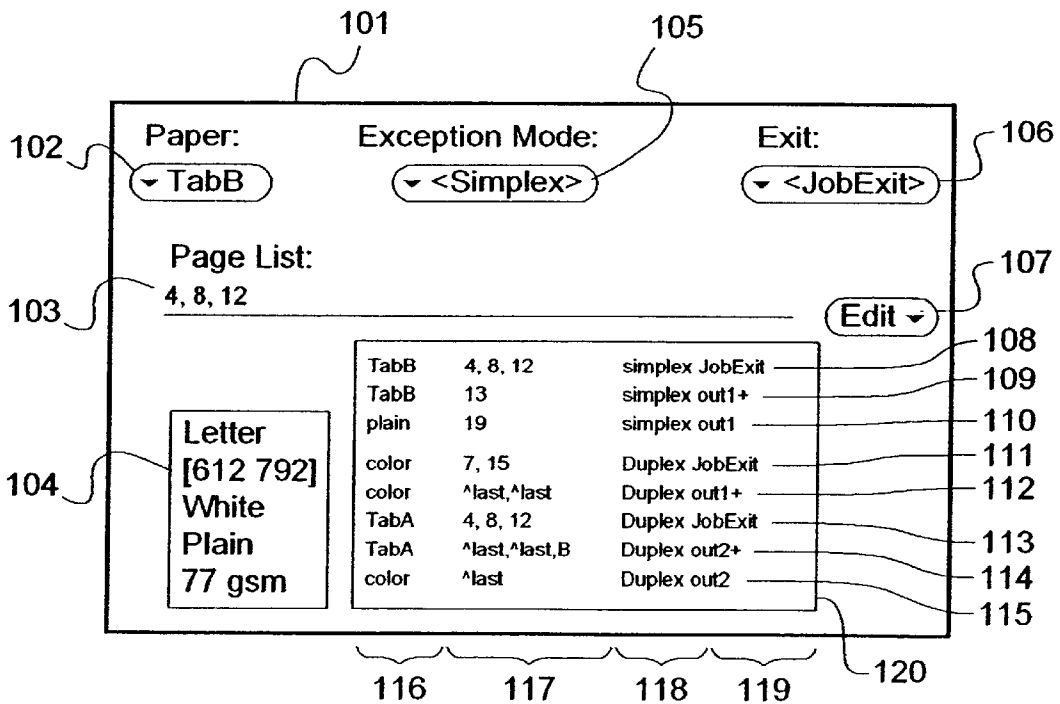 101
105
Paper: Exception Mode: Exit:
102 TabB <Simplex> <JobExit> 106
Page List:
107
103 4, 8, 12
Edit
TabB 4, 8, 12 simplex JobExit 108
TabB 13 simplex out1+ 109
plain 19 simplex out1 110
color 7, 15 Duplex JobExit 111
color ^last,^last Duplex out1+ 112
TabA 4, 8, 12 Duplex JobExit 113
TabA ^last,^last,B Duplex out2+ 114
color ^last Duplex out2 115
104
Letter
[612 792]
White
Plain
77 gsm
116 117 118 119 120